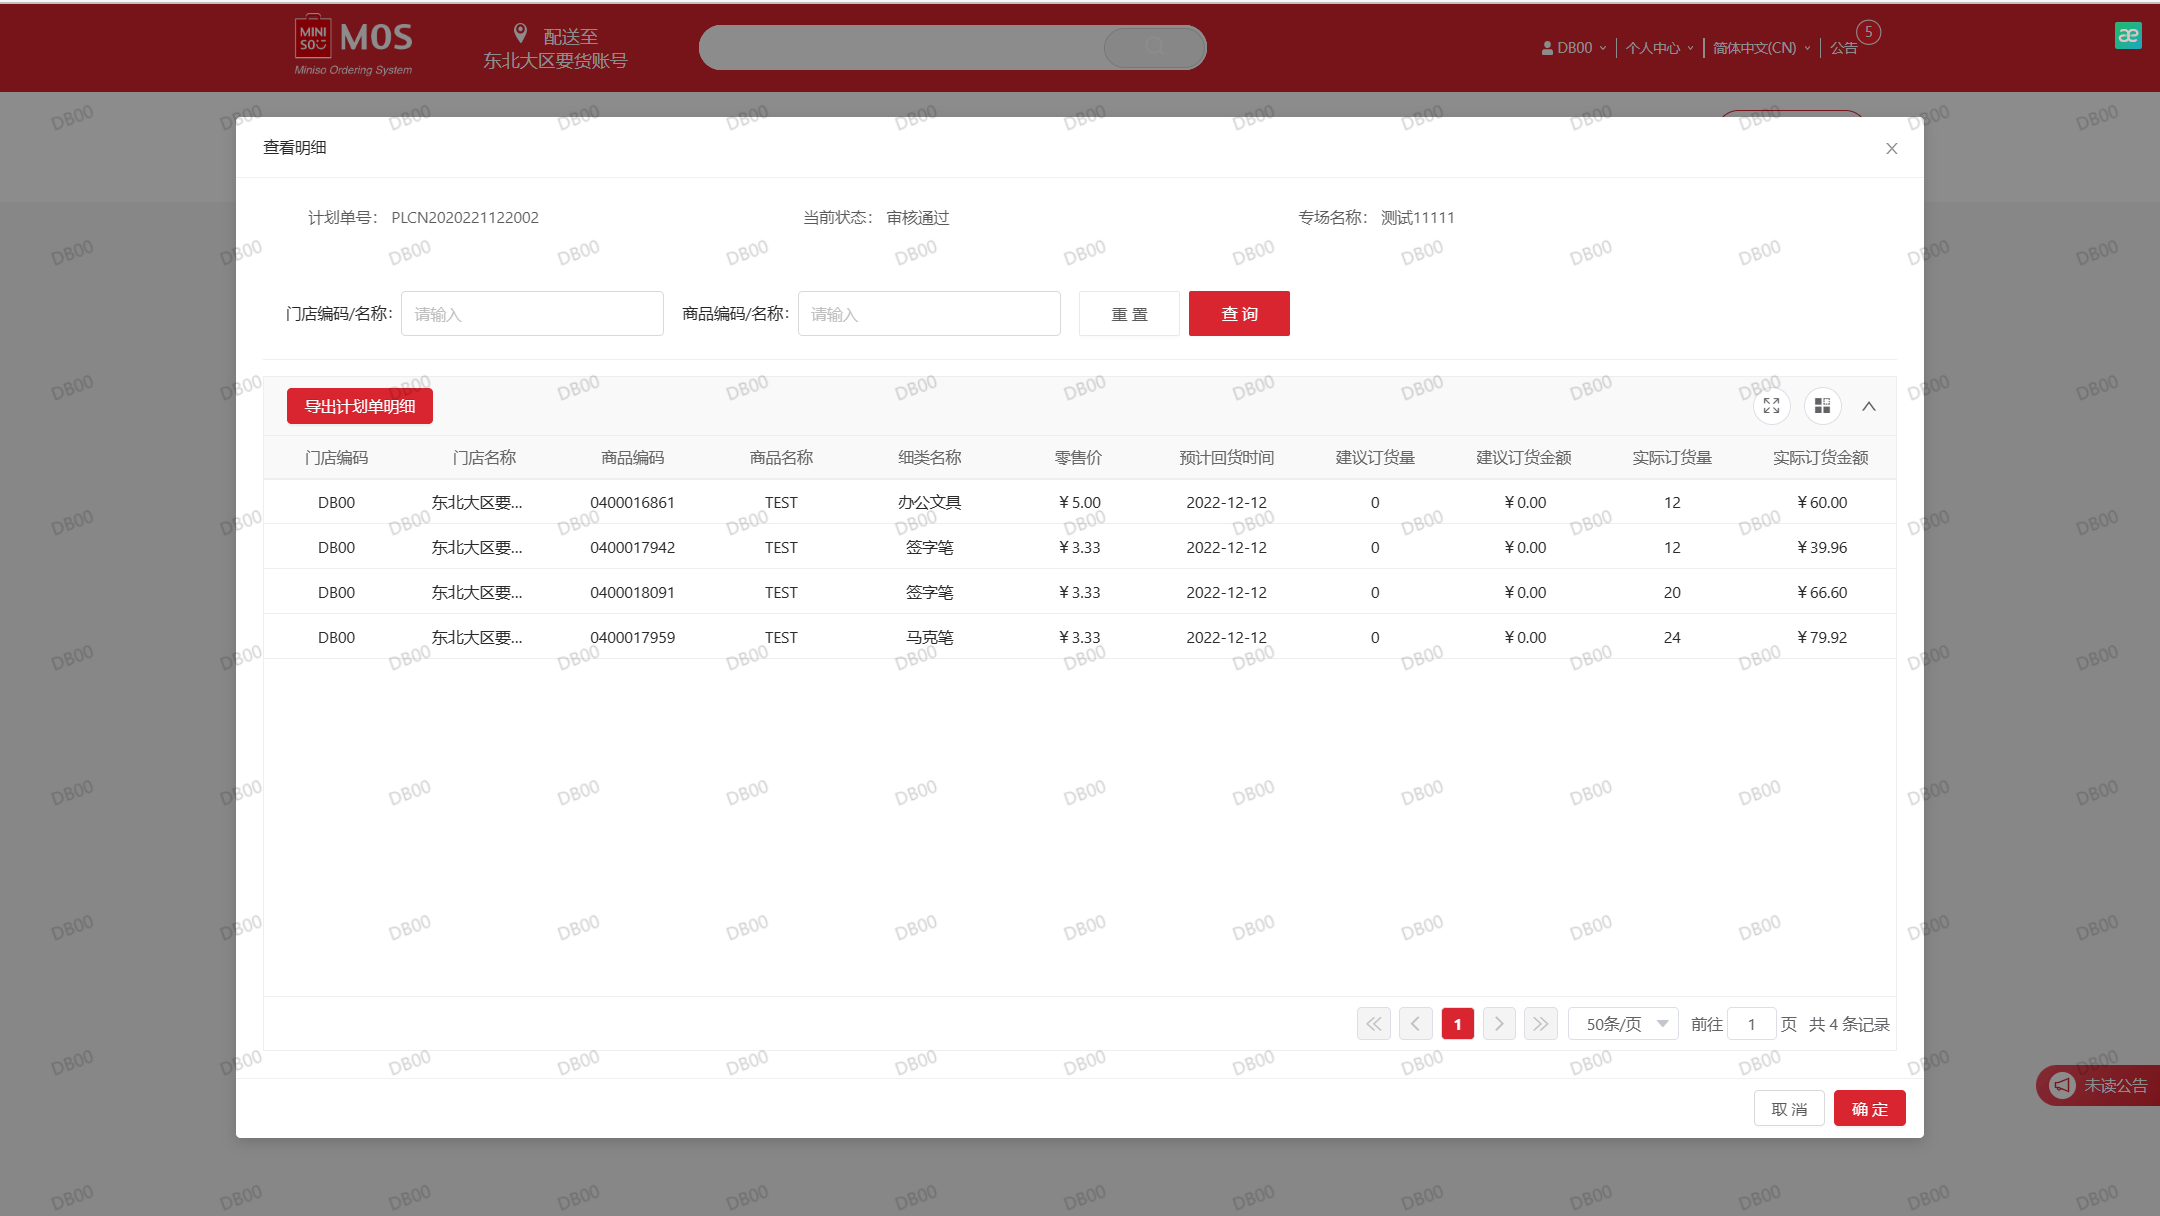 MINI SO MOS
Miniso Ordering System
配送至
东北大区要货账号
DB00 个人中心 简体中文(CN) 公告 5
查看明细
计划单号： PLCN2020221122002 当前状态： 审核通过 专场名称： 测试11111
门店编码/名称： 请输入 商品编码/名称： 请输入 重 置 查 询
导出计划单明细
门店编码 门店名称 商品编码 商品名称 细类名称 零售价 预计回货时间 建议订货量 建议订货金额 实际订货量 实际订货金额
DB00 东北大区要... 0400016861 TEST 办公文具 ￥5.00 2022-12-12 0 ￥0.00 12 ￥60.00
DB00 东北大区要... 0400017942 TEST 签字笔 ￥3.33 2022-12-12 0 ￥0.00 12 ￥39.96
DB00 东北大区要... 0400018091 TEST 签字笔 ￥3.33 2022-12-12 0 ￥0.00 20 ￥66.60
DB00 东北大区要... 0400017959 TEST 马克笔 ￥3.33 2022-12-12 0 ￥0.00 24 ￥79.92
1 50条/页 前往 1 页 共 4 条记录
未读公告
取 消 确 定